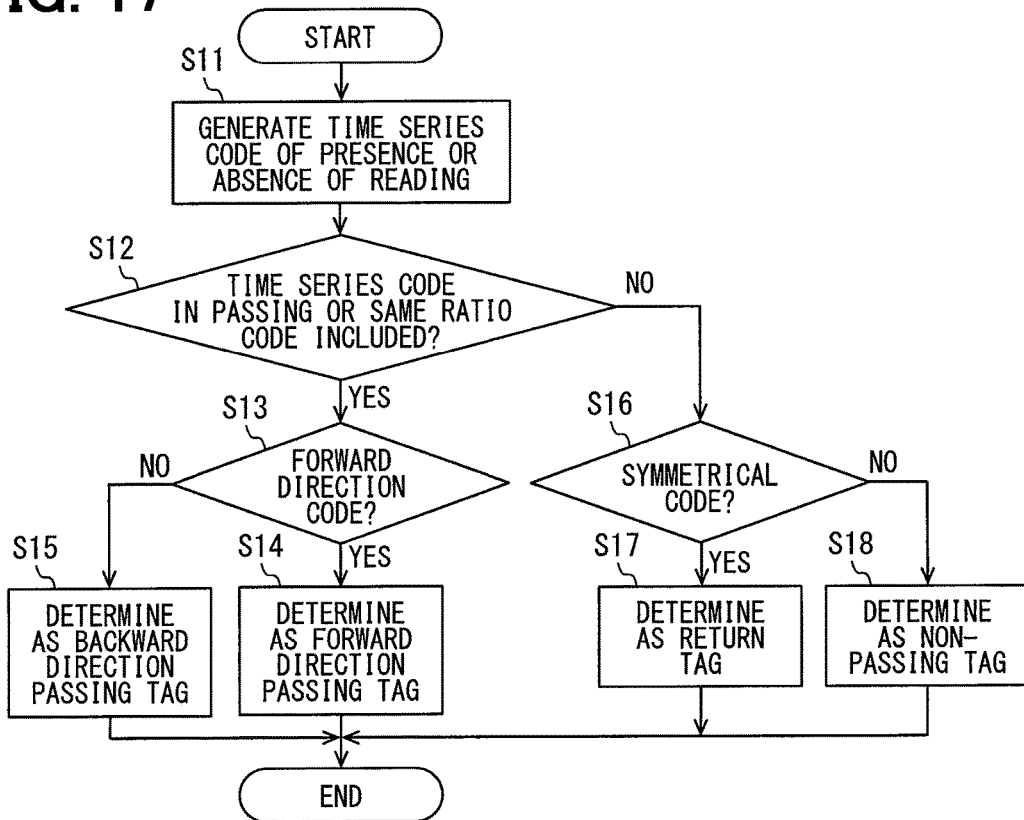 FIG. 17
START
S11
GENERATE TIME SERIES
CODE OF PRESENCE OR
ABSENCE OF READING
S12
TIME SERIES CODE
IN PASSING OR SAME RATIO
CODE INCLUDED?
NO
YES
S13
FORWARD
DIRECTION
CODE?
NO
YES
S16
SYMMETRICAL
CODE?
NO
YES
S15
DETERMINE
AS BACKWARD
DIRECTION
PASSING TAG
S14
DETERMINE
AS FORWARD
DIRECTION
PASSING TAG
S17
DETERMINE
AS RETURN
TAG
S18
DETERMINE
AS NON-
PASSING TAG
END